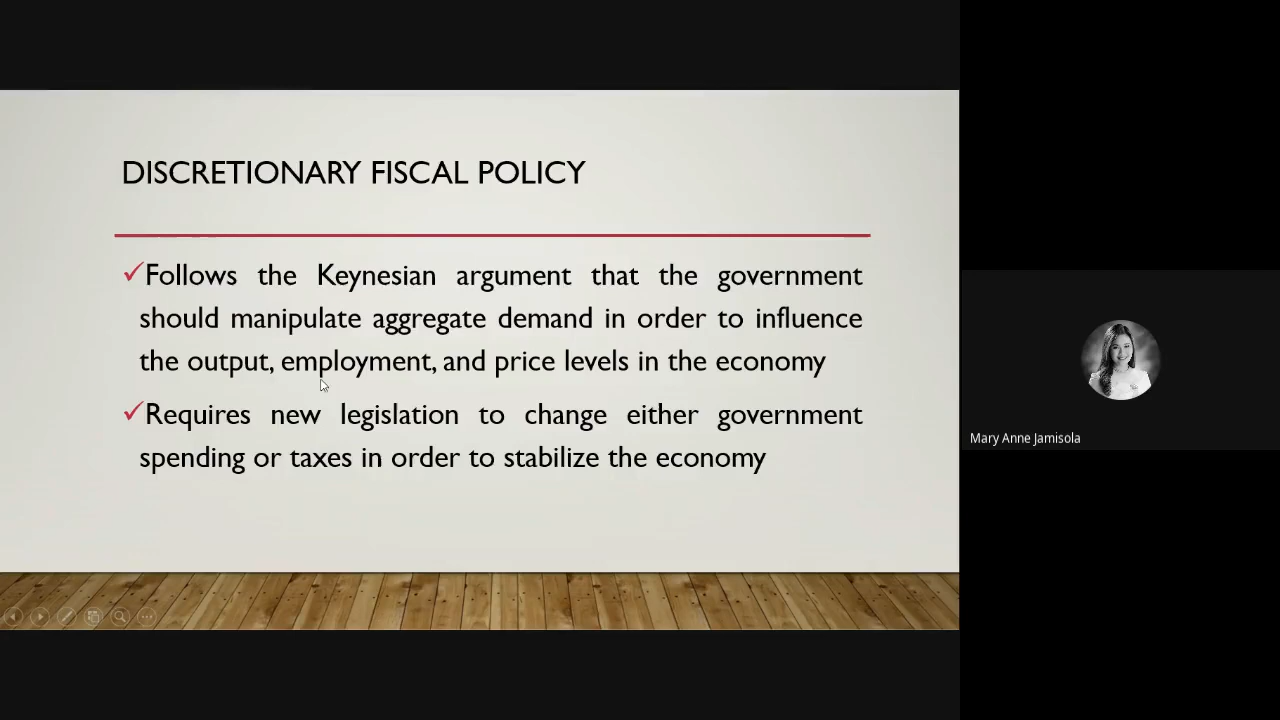 DISCRETIONARY FISCAL POLICY
✓Follows the Keynesian argument that the government
should manipulate aggregate demand in order to influence
the output, employment, and price levels in the economy
✓Requires new legislation to change either government
spending or taxes in order to stabilize the economy
Mary Anne Jamisola